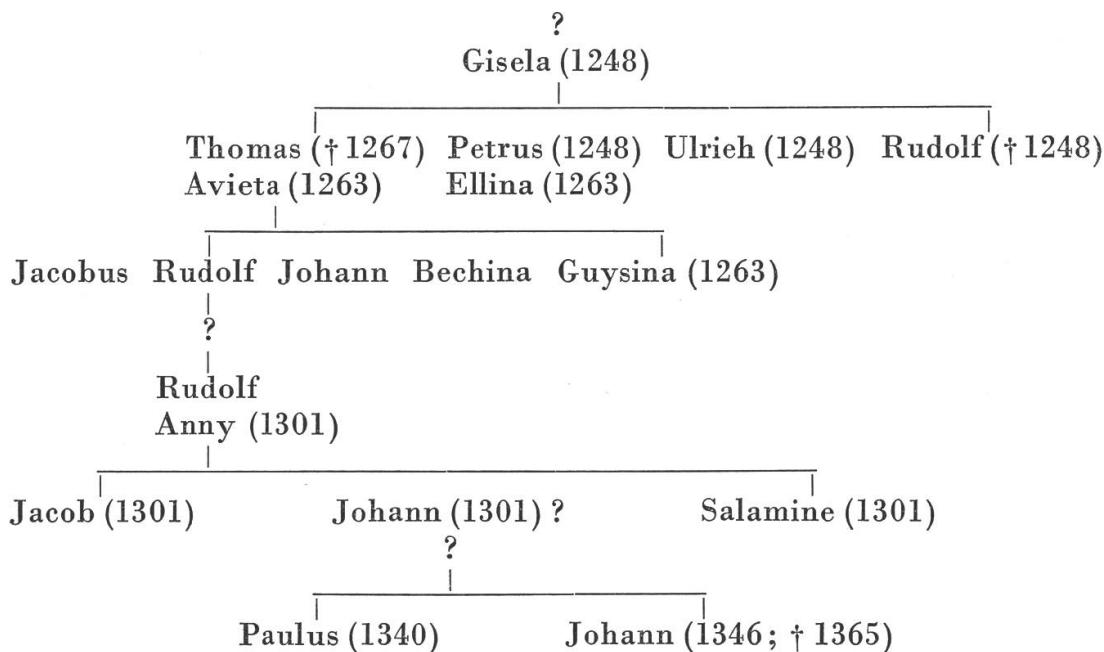 ?
Gisela (1248)
Thomas († 1267) Petrus (1248) Ulrieh (1248) Rudolf († 1248)
Avieta (1263) Ellina (1263)
Jacobus Rudolf Johann Bechina Guysina (1263)
?
Rudolf
Anny (1301)
Jacob (1301) Johann (1301) ? Salamine (1301)
?
Paulus (1340) Johann (1346; † 1365)